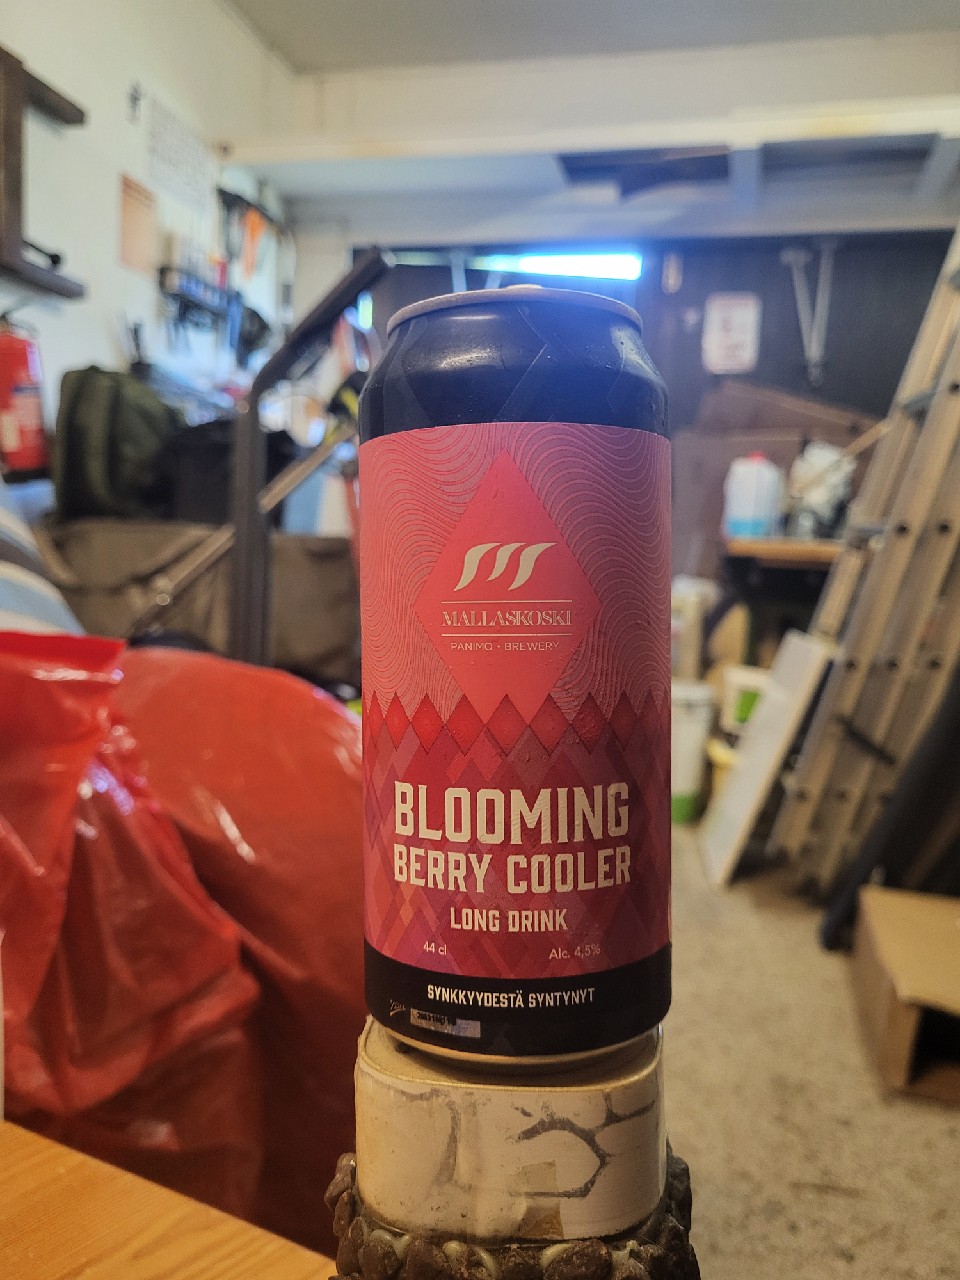 MALLASKOSKI
PANIMO · BREWERY
BLOOMING
BERRY COOLER
LONG DRINK
44 cl Alc. 4,5%
SYNKKYYDESTÄ SYNTYNYT